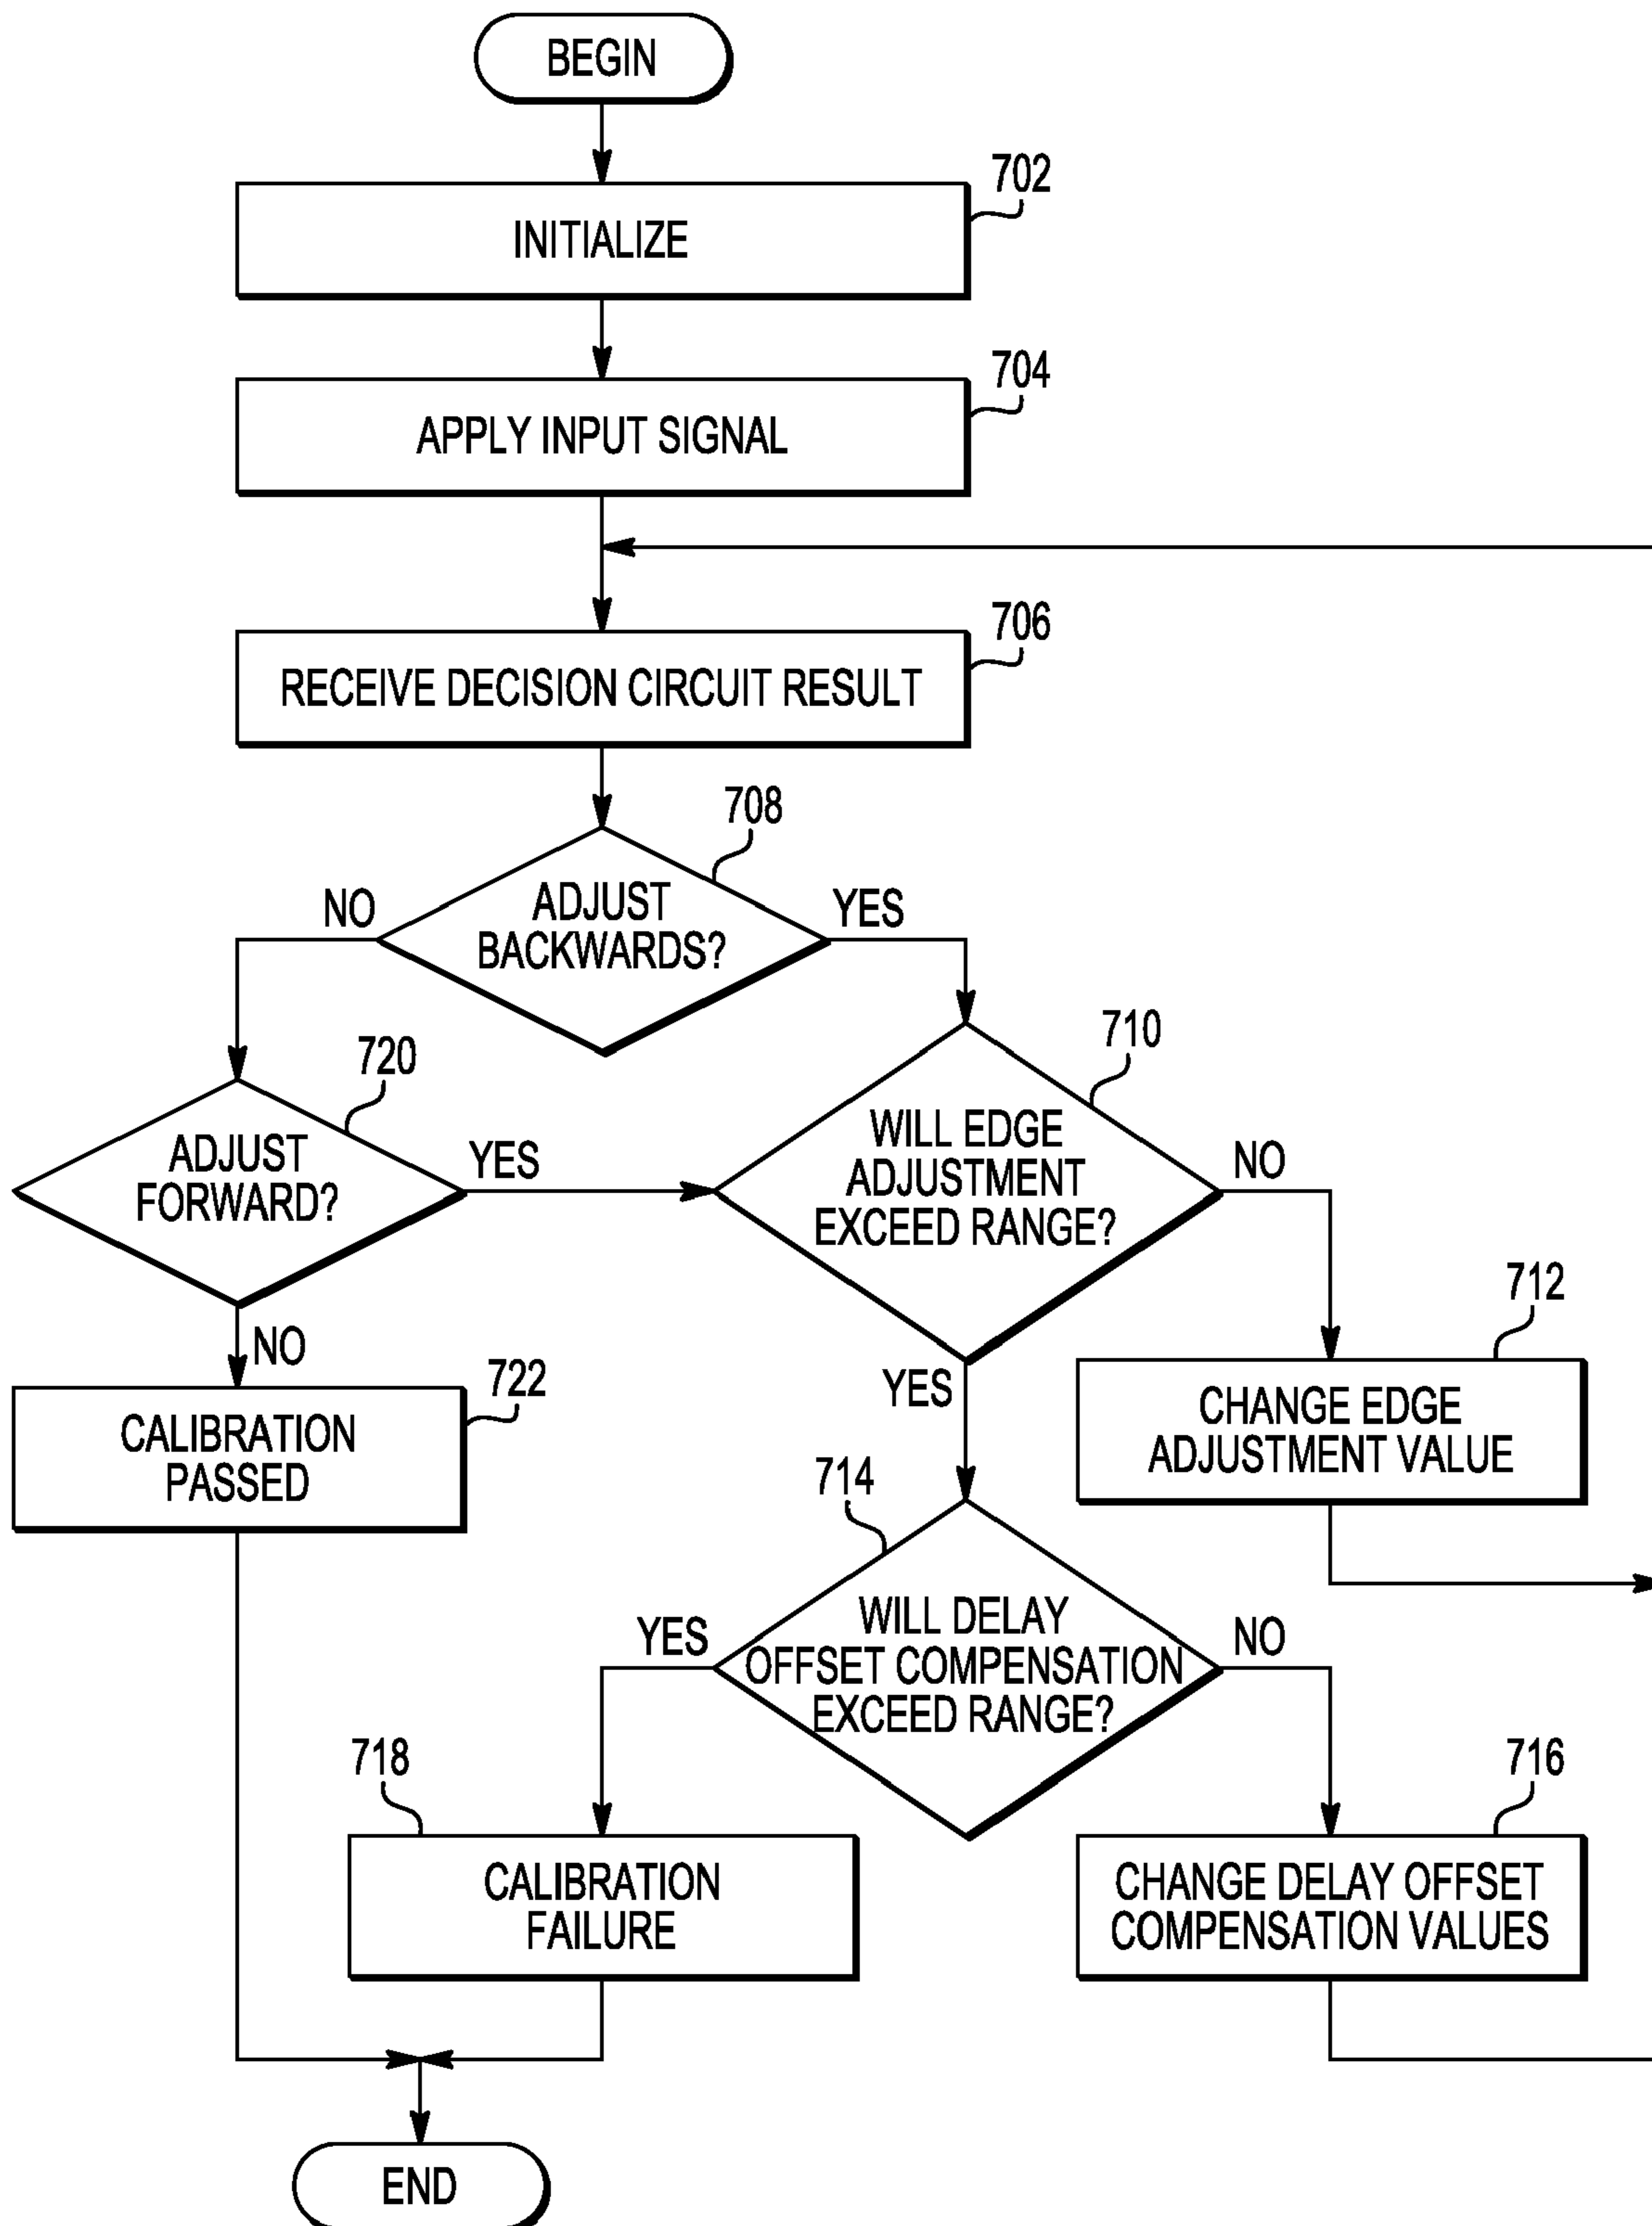 BEGIN
702
INITIALIZE
704
APPLY INPUT SIGNAL
706
RECEIVE DECISION CIRCUIT RESULT
708
NO
ADJUST
BACKWARDS?
YES
710
720
ADJUST
FORWARD?
YES
WILL EDGE
ADJUSTMENT
EXCEED RANGE?
NO
712
NO
722
YES
CALIBRATION
PASSED
CHANGE EDGE
ADJUSTMENT VALUE
714
YES
WILL DELAY
OFFSET COMPENSATION
EXCEED RANGE?
NO
718
716
CALIBRATION
FAILURE
CHANGE DELAY OFFSET
COMPENSATION VALUES
END